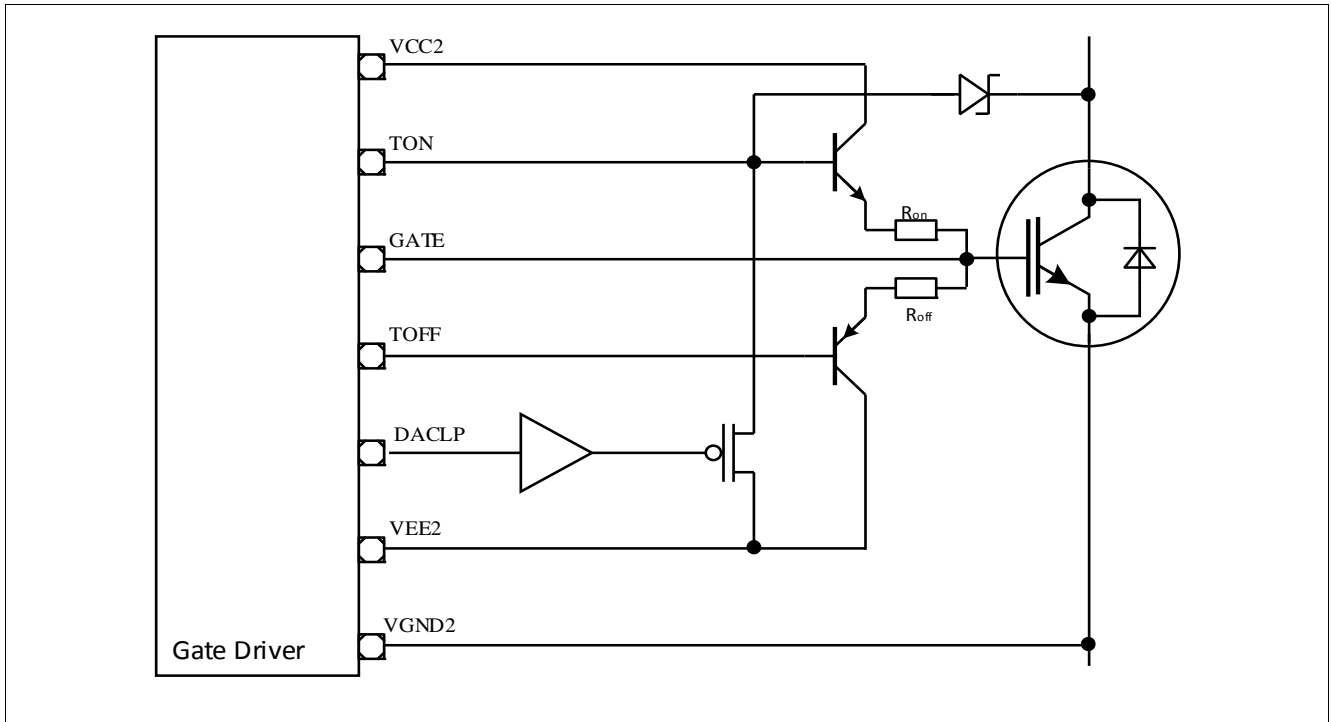 VCC2
TON
Ron
GATE
Roff
TOFF
DACLP
VEE2
VGND2
Gate Driver